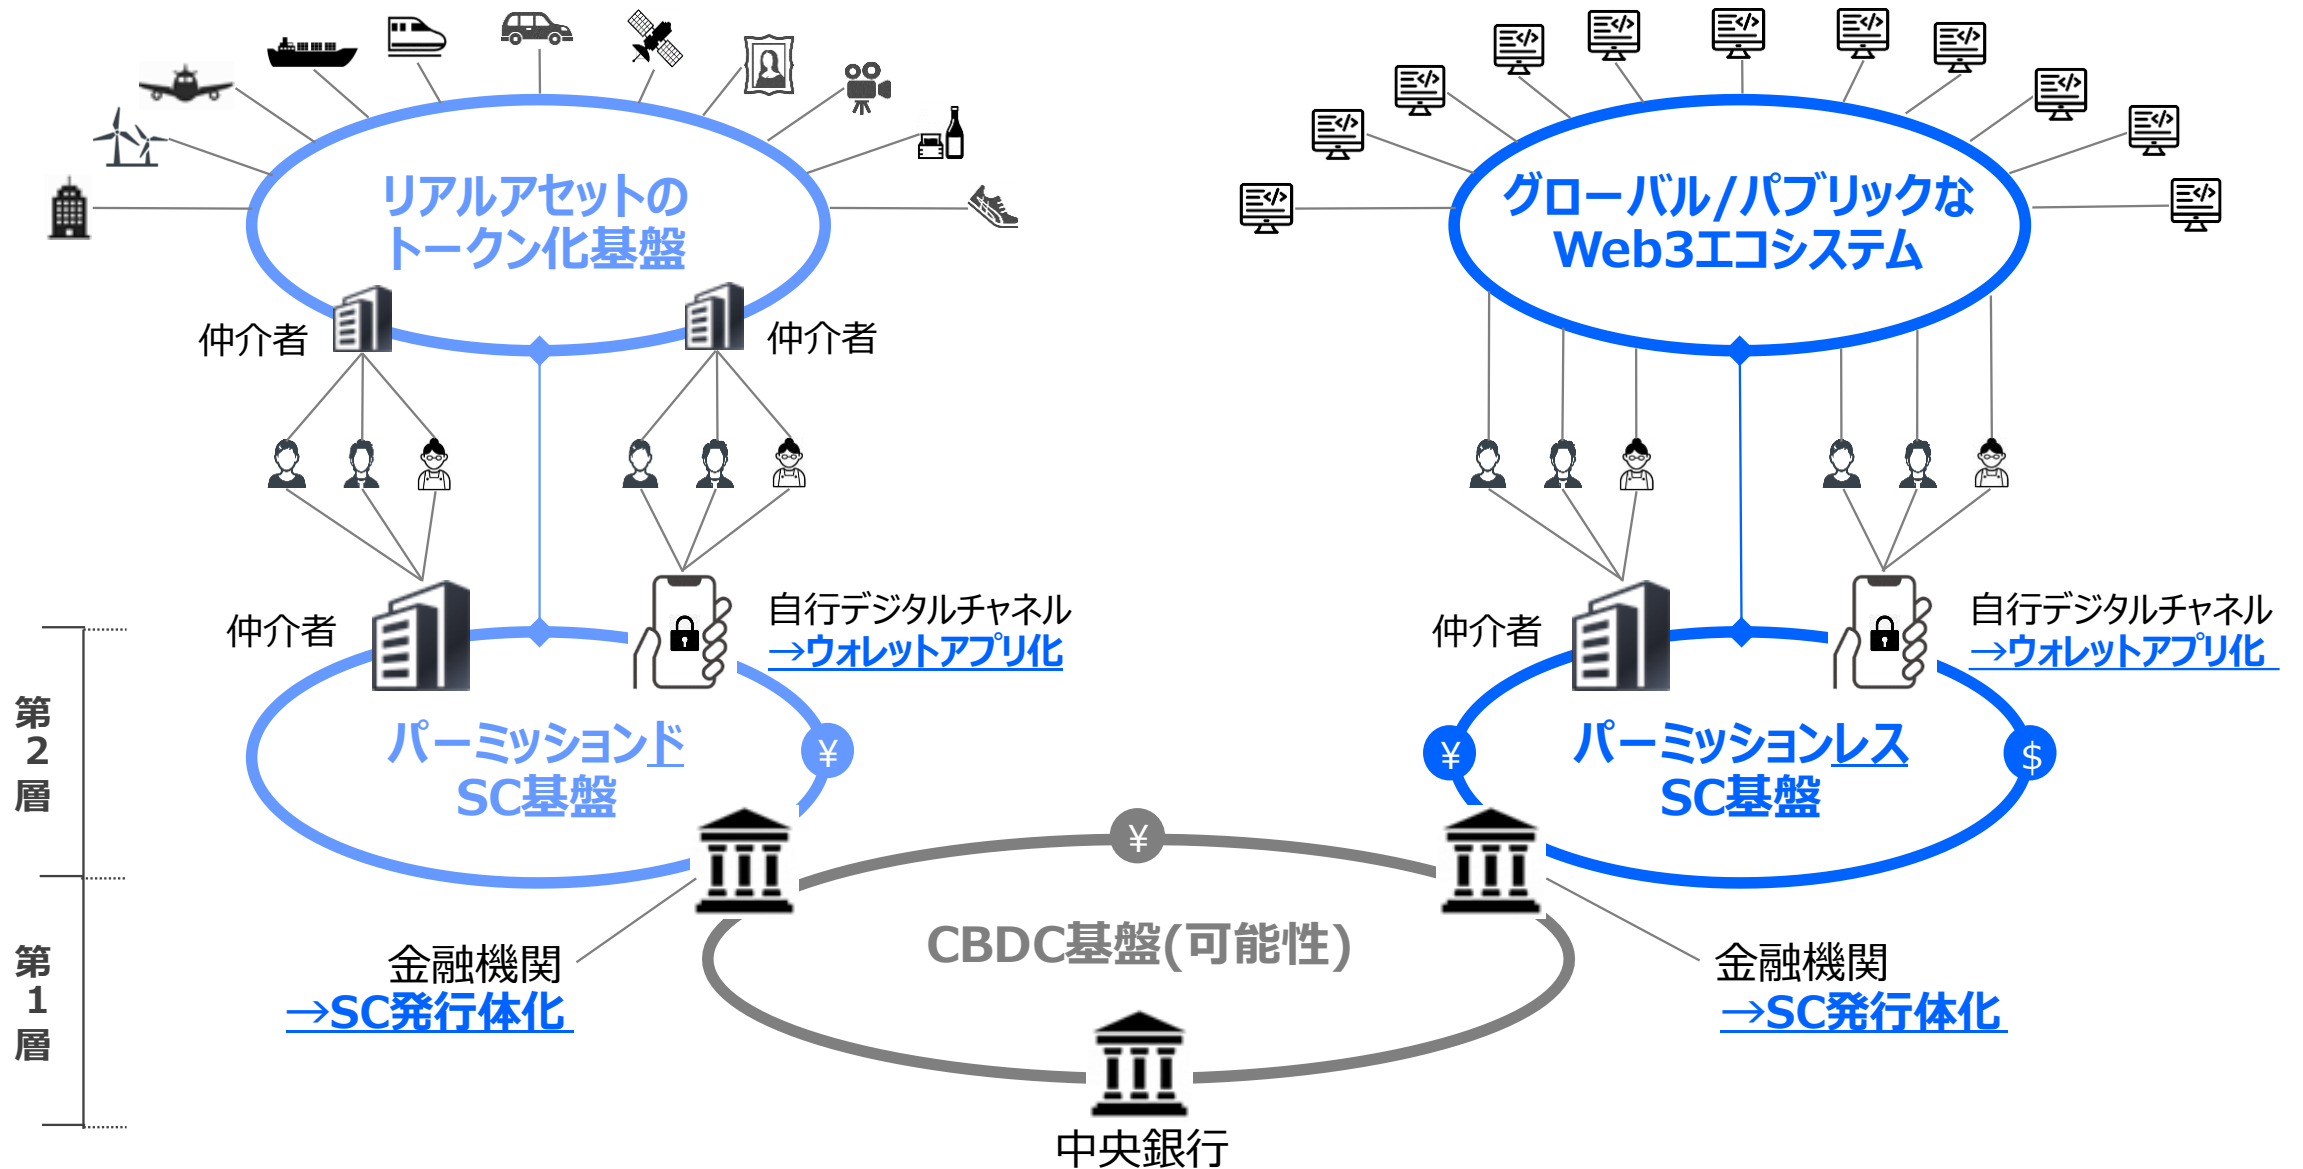 リアルアセットの
トークン化基盤
グローバル/パブリックな
Web3エコシステム
仲介者
仲介者
仲介者
自行デジタルチャネル
→ウォレットアプリ化
仲介者
自行デジタルチャネル
→ウォレットアプリ化
第
2
層
パーミッションド
SC基盤
¥
¥
パーミッションレス
SC基盤
$
¥
CBDC基盤(可能性)
第
1
層
金融機関
→SC発行体化
金融機関
→SC発行体化
中央銀行